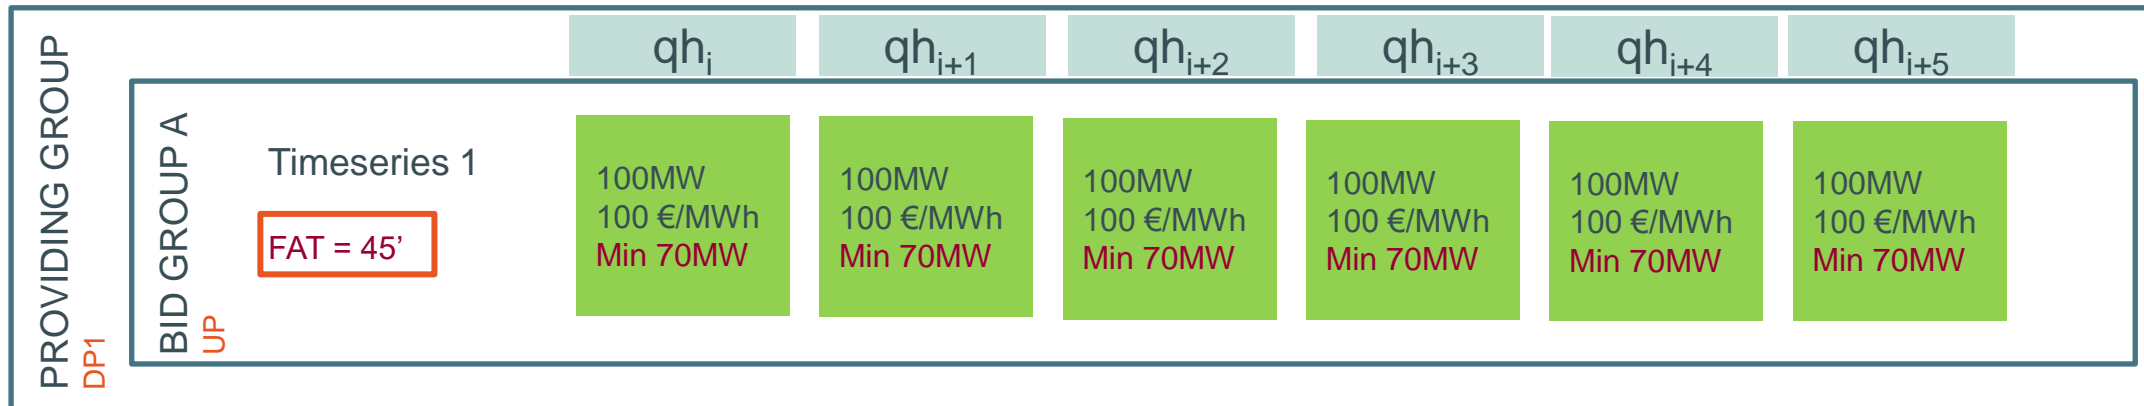 PROVIDING GROUP
DP1
BID GROUP A
UP
Timeseries 1
FAT = 45’
qhi
qhi+1
qhi+2
qhi+3
qhi+4
qhi+5
100MW
100 €/MWh
Min 70MW
100MW
100 €/MWh
Min 70MW
100MW
100 €/MWh
Min 70MW
100MW
100 €/MWh
Min 70MW
100MW
100 €/MWh
Min 70MW
100MW
100 €/MWh
Min 70MW